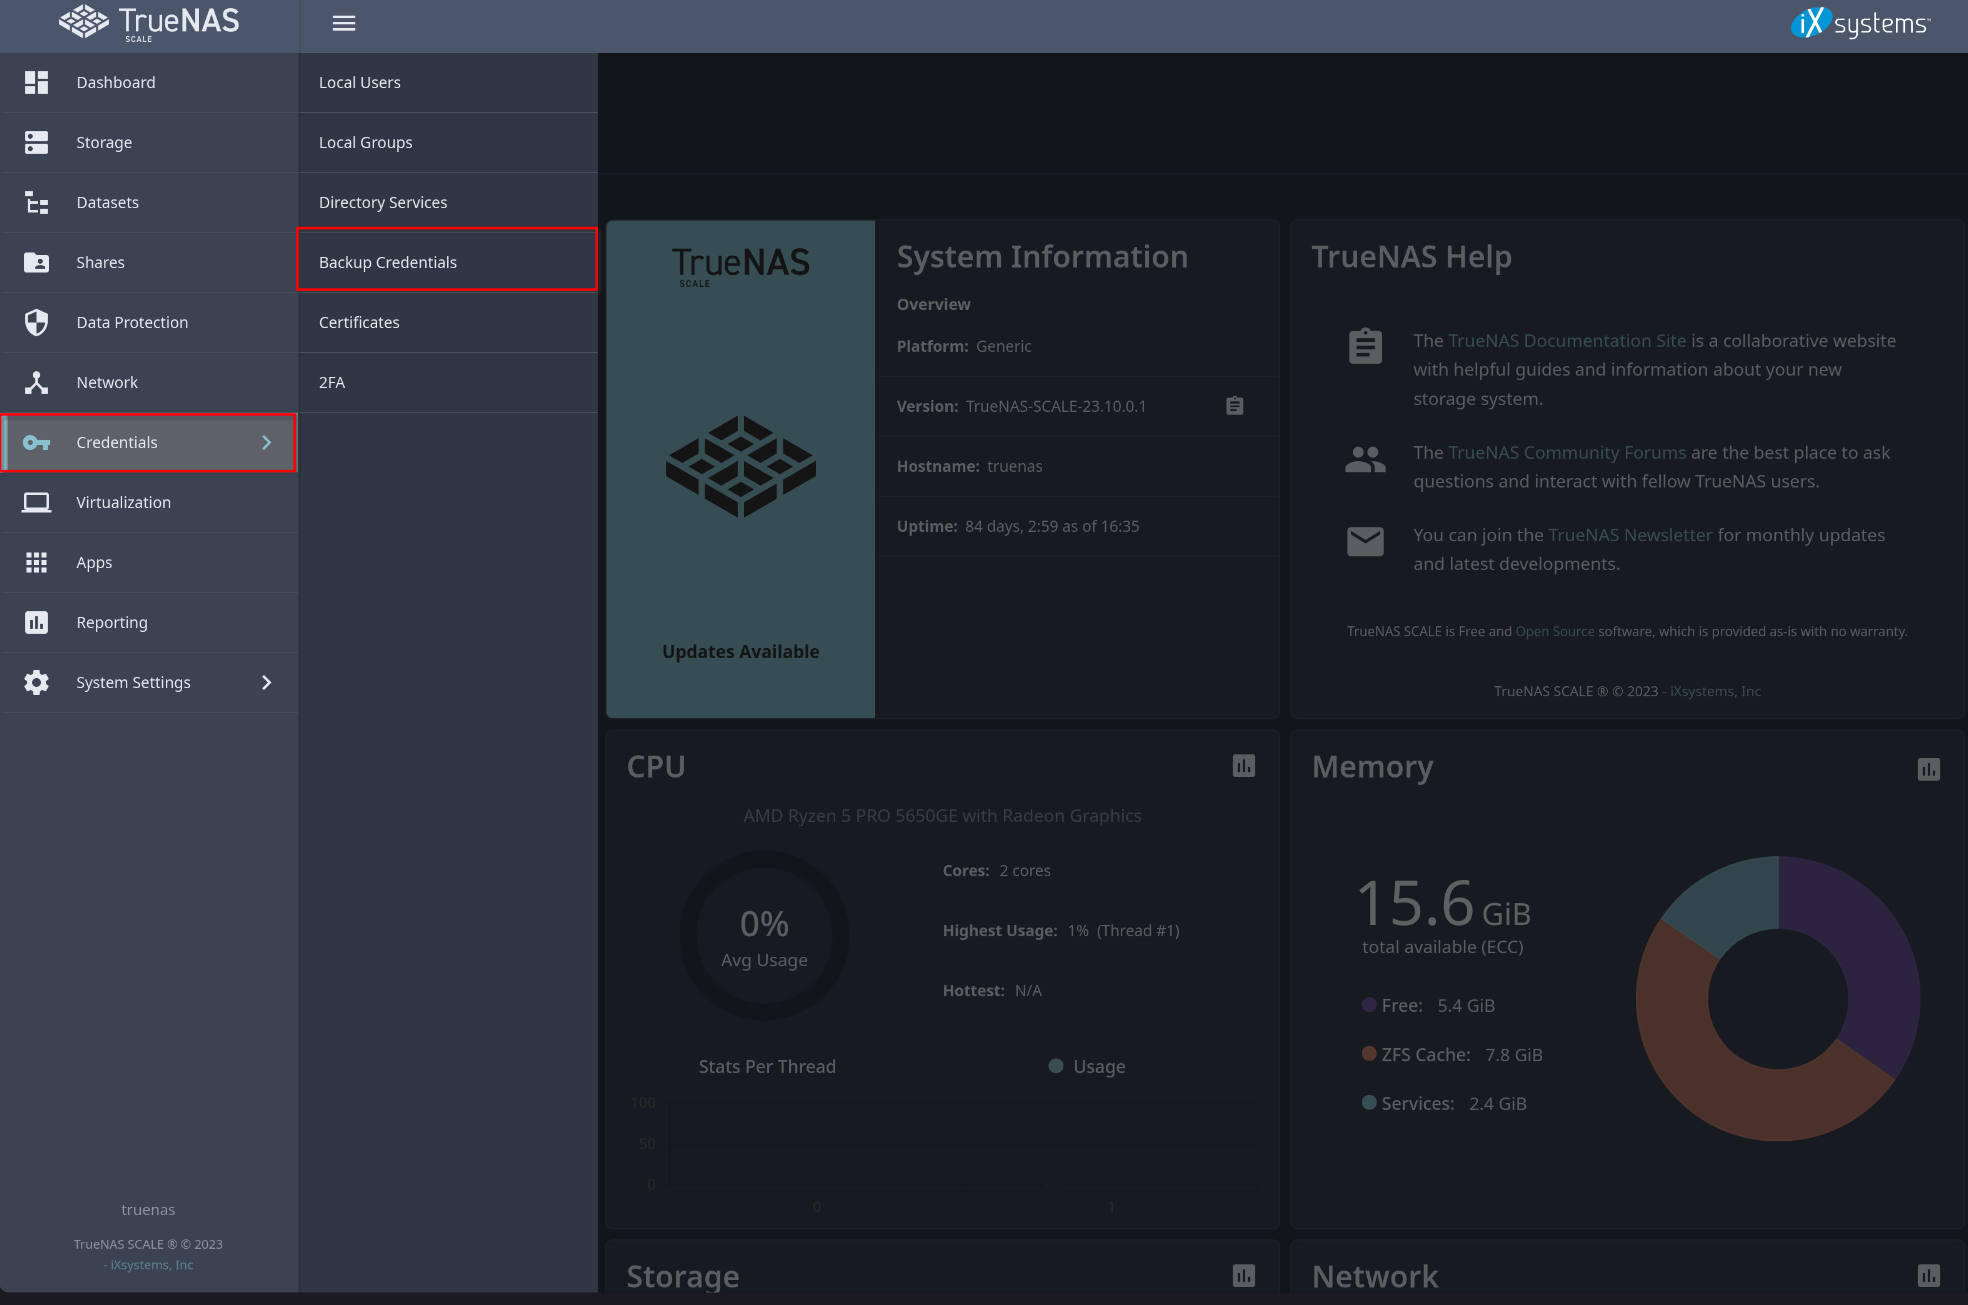 TrueNAS
SCALE
iX systems
Dashboard
Storage
Datasets
Shares
Data Protection
Network
Credentials
Virtualization
Apps
Reporting
System Settings
truenas
TrueNAS SCALE ® © 2023
- iXsystems, Inc
Local Users
Local Groups
Directory Services
Backup Credentials
Certificates
2FA
TrueNAS
SCALE
Updates Available
System Information
Overview
Platform: Generic
Version: TrueNAS-SCALE-23.10.0.1
Hostname: truenas
Uptime: 84 days, 2:59 as of 16:35
TrueNAS Help
The TrueNAS Documentation Site is a collaborative website
with helpful guides and information about your new
storage system.
The TrueNAS Community Forums are the best place to ask
questions and interact with fellow TrueNAS users.
You can join the TrueNAS Newsletter for monthly updates
and latest developments.
TrueNAS SCALE is Free and Open Source software, which is provided as-is with no warranty.
TrueNAS SCALE ® © 2023 - iXsystems, Inc
CPU
AMD Ryzen 5 PRO 5650GE with Radeon Graphics
0%
Avg Usage
Cores: 2 cores
Highest Usage: 1% (Thread #1)
Hottest: N/A
Stats Per Thread
Usage
100
50
0
0 1
Memory
15.6 GiB
total available (ECC)
Free: 5.4 GiB
ZFS Cache: 7.8 GiB
Services: 2.4 GiB
Storage
Network